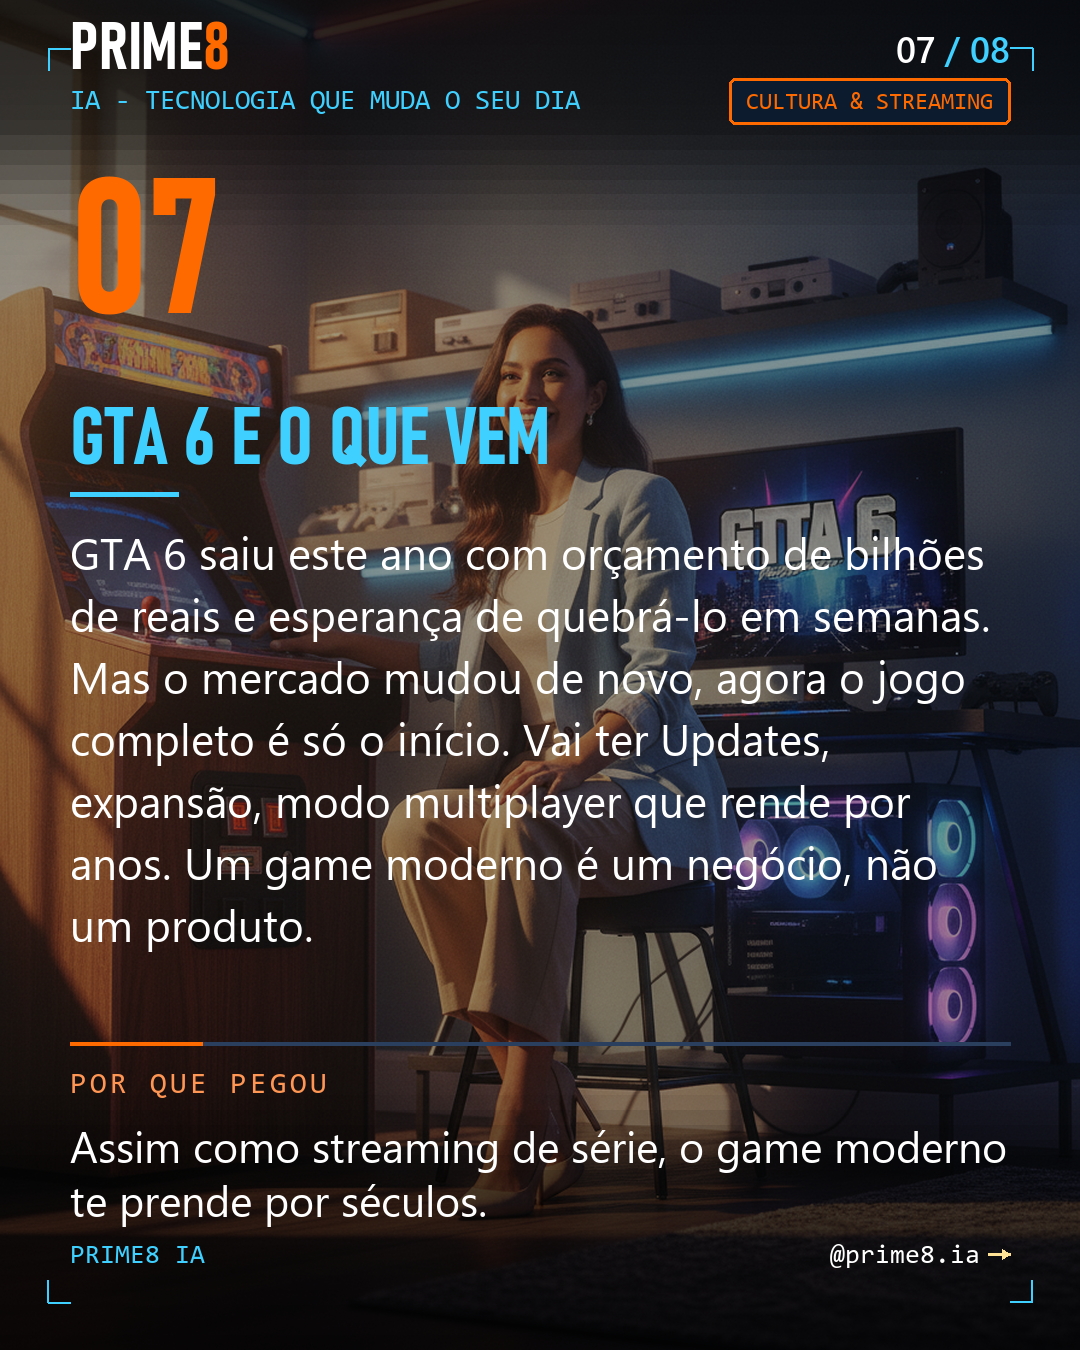 PRIME8
07 / 08
IA - TECNOLOGIA QUE MUDA O SEU DIA
CULTURA & STREAMING
07
GTA 6 E O QUE VEM
GTTA 6
GTA 6 saiu este ano com orçamento de bilhões
de reais e esperança de quebrá-lo em semanas.
Mas o mercado mudou de novo, agora o jogo
completo é só o início. Vai ter Updates,
expansão, modo multiplayer que rende por
anos. Um game moderno é um negócio, não
um produto.
POR QUE PEGOU
Assim como streaming de série, o game moderno
te prende por séculos.
PRIME8 IA
@prime8.ia